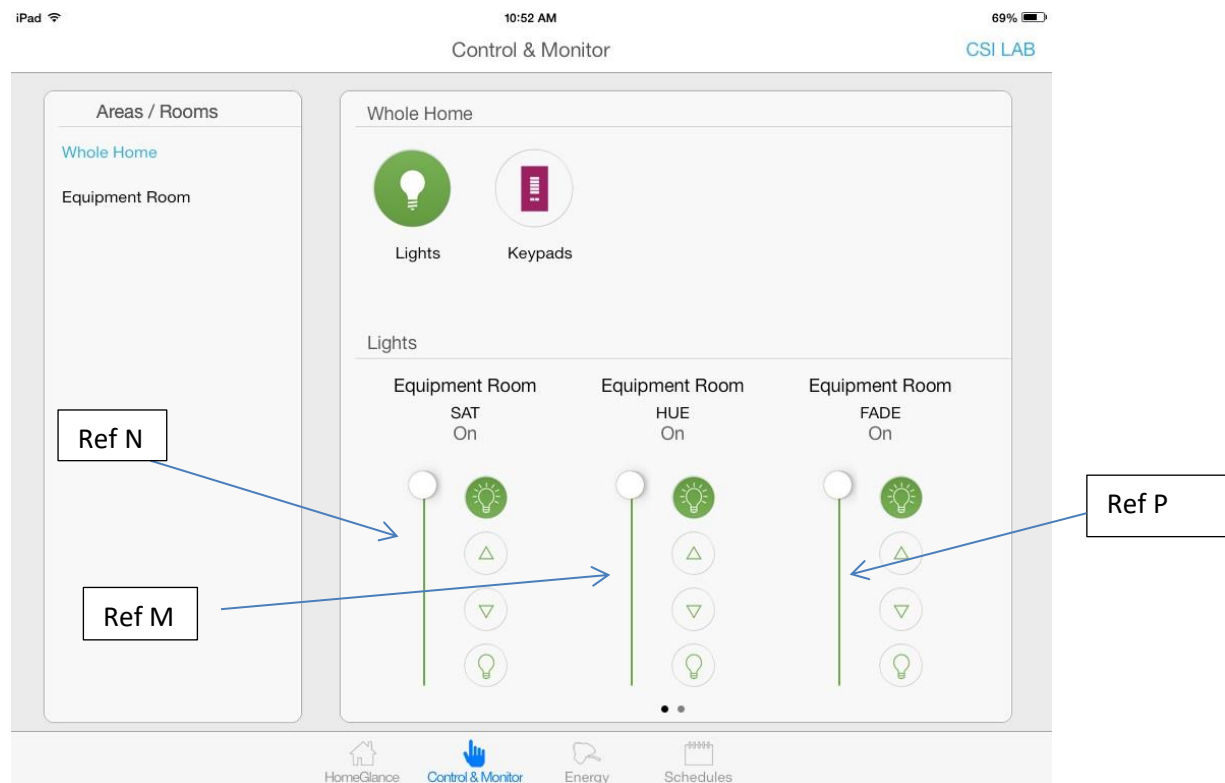 iPad 10:52 AM 69%
Control & Monitor CSI LAB
Areas / Rooms
Whole Home
Equipment Room
Whole Home
Lights Keypads
Lights
Equipment Room Equipment Room Equipment Room
SAT HUE FADE
On On On
Ref N
Ref P
Ref M
HomeGlance Control & Monitor Energy Schedules